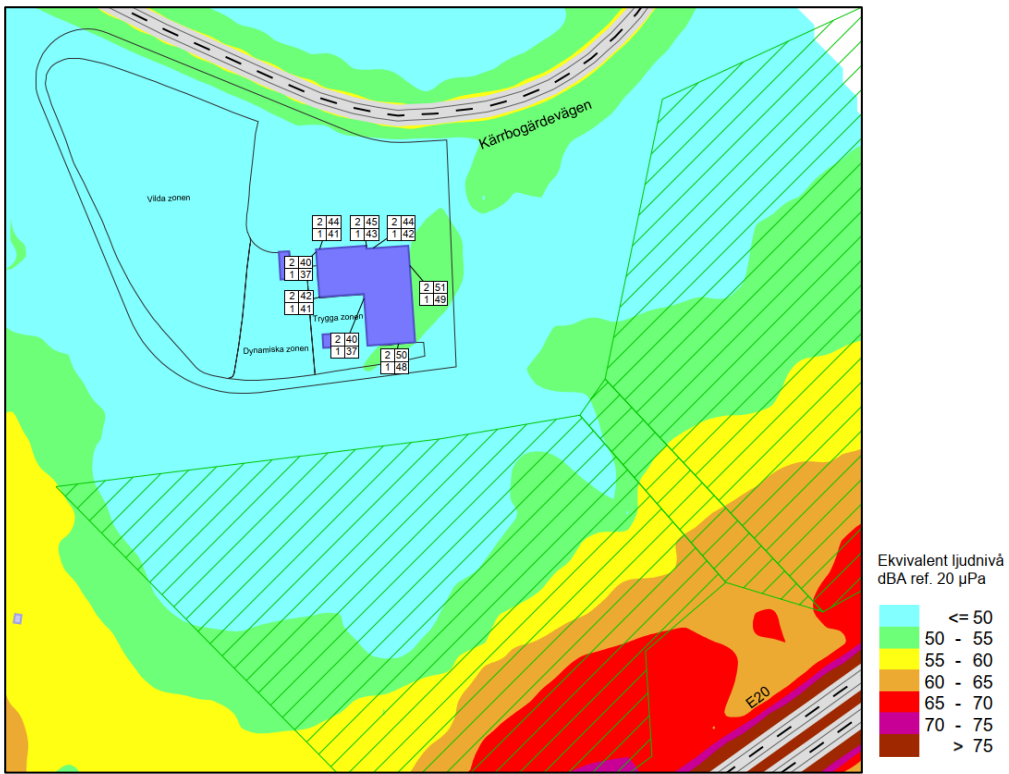 Kärrbogärdevägen
Vilda zonen
2 44
1 41
2 45
1 43
2 44
1 42
2 40
1 37
2 51
1 49
2 42
1 41
Trygga zonen
2 40
1 37
Dynamiska zonen
2 50
1 48
E20
Ekvivalent ljudnivå
dBA ref. 20 µPa
<= 50
50 - 55
55 - 60
60 - 65
65 - 70
70 - 75
> 75